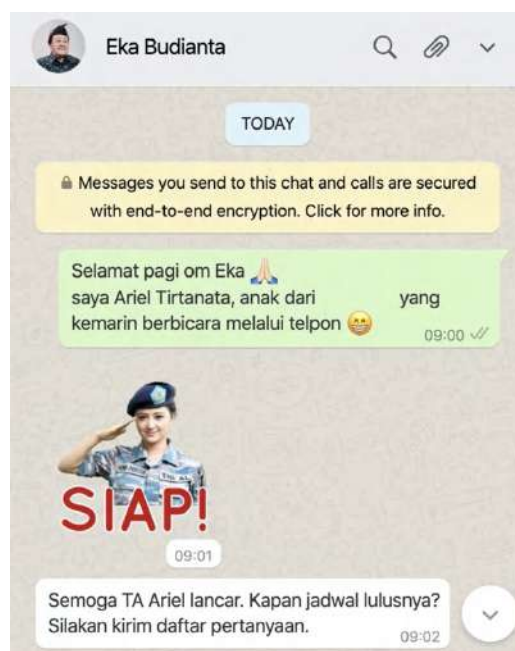 Eka Budianta
TODAY
Messages you send to this chat and calls are secured
with end-to-end encryption. Click for more info.
Selamat pagi om Eka 🙏🏻
saya Ariel Tirtanata, anak dari yang
kemarin berbicara melalui telpon 😁
09:00
SIAP!
09:01
Semoga TA Ariel lancar. Kapan jadwal lulusnya?
Silakan kirim daftar pertanyaan.
09:02